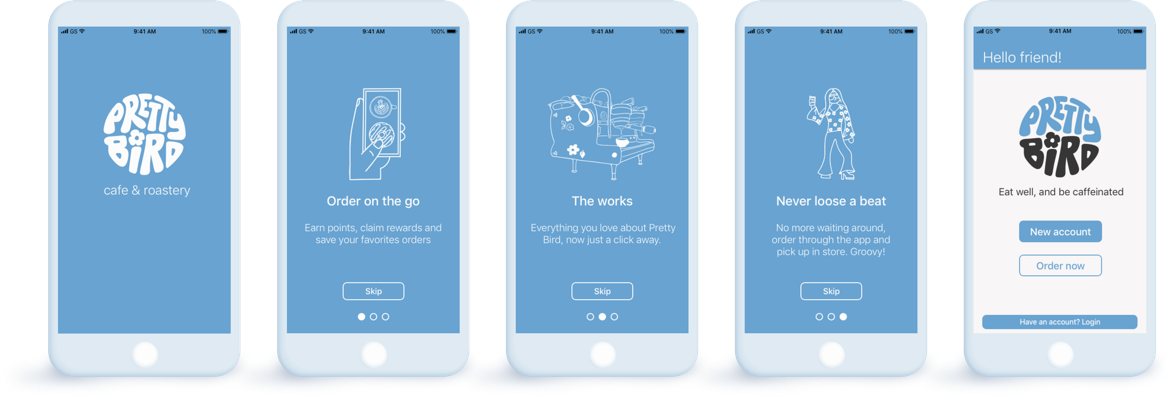 GS 9:41 AM 100%
PRETTY
BIRD
cafe & roastery
GS 9:41 AM 100%
Order on the go
Earn points, claim rewards and
save your favorites orders
Skip
GS 9:41 AM 100%
The works
Everything you love about Pretty
Bird, now just a click away.
Skip
GS 9:41 AM 100%
Never loose a beat
No more waiting around,
order through the app and
pick up in store. Groovy!
Skip
GS 9:41 AM 100%
Hello friend!
PRETTY
BIRD
Eat well, and be caffeinated
New account
Order now
Have an account? Login